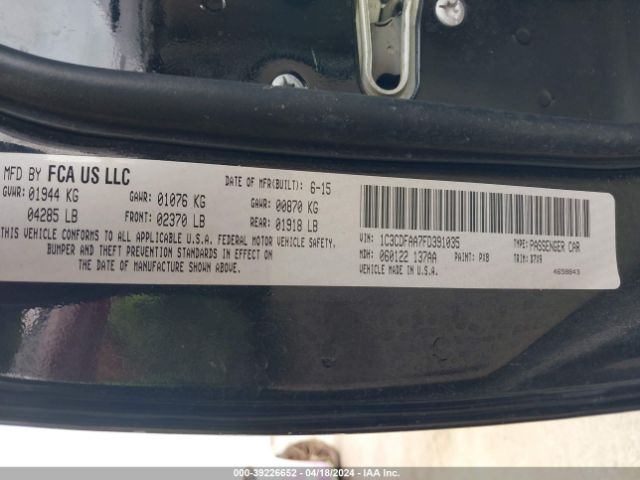 MFD BY FCA US LLC
DATE OF MFR(BUILT): 6-15
GVWR: 01944 KG
GAWR: 01076 KG
GAWR: 00870 KG
04285 LB
FRONT: 02370 LB
REAR: 01918 LB
THIS VEHICLE CONFORMS TO ALL APPLICABLE U.S.A. FEDERAL MOTOR VEHICLE SAFETY,
BUMPER AND THEFT PREVENTION STANDARDS IN EFFECT ON
THE DATE OF MANUFACTURE SHOWN ABOVE.
VIN: 1C3CDFAA7FD391035
TYPE: PASSENGER CAR
MDH: 060122 137AA
PAINT: PXB
TRIM: B7X9
VEHICLE MADE IN U.S.A.
4658843
000-39226652 - 04/18/2024 - IAA Inc.